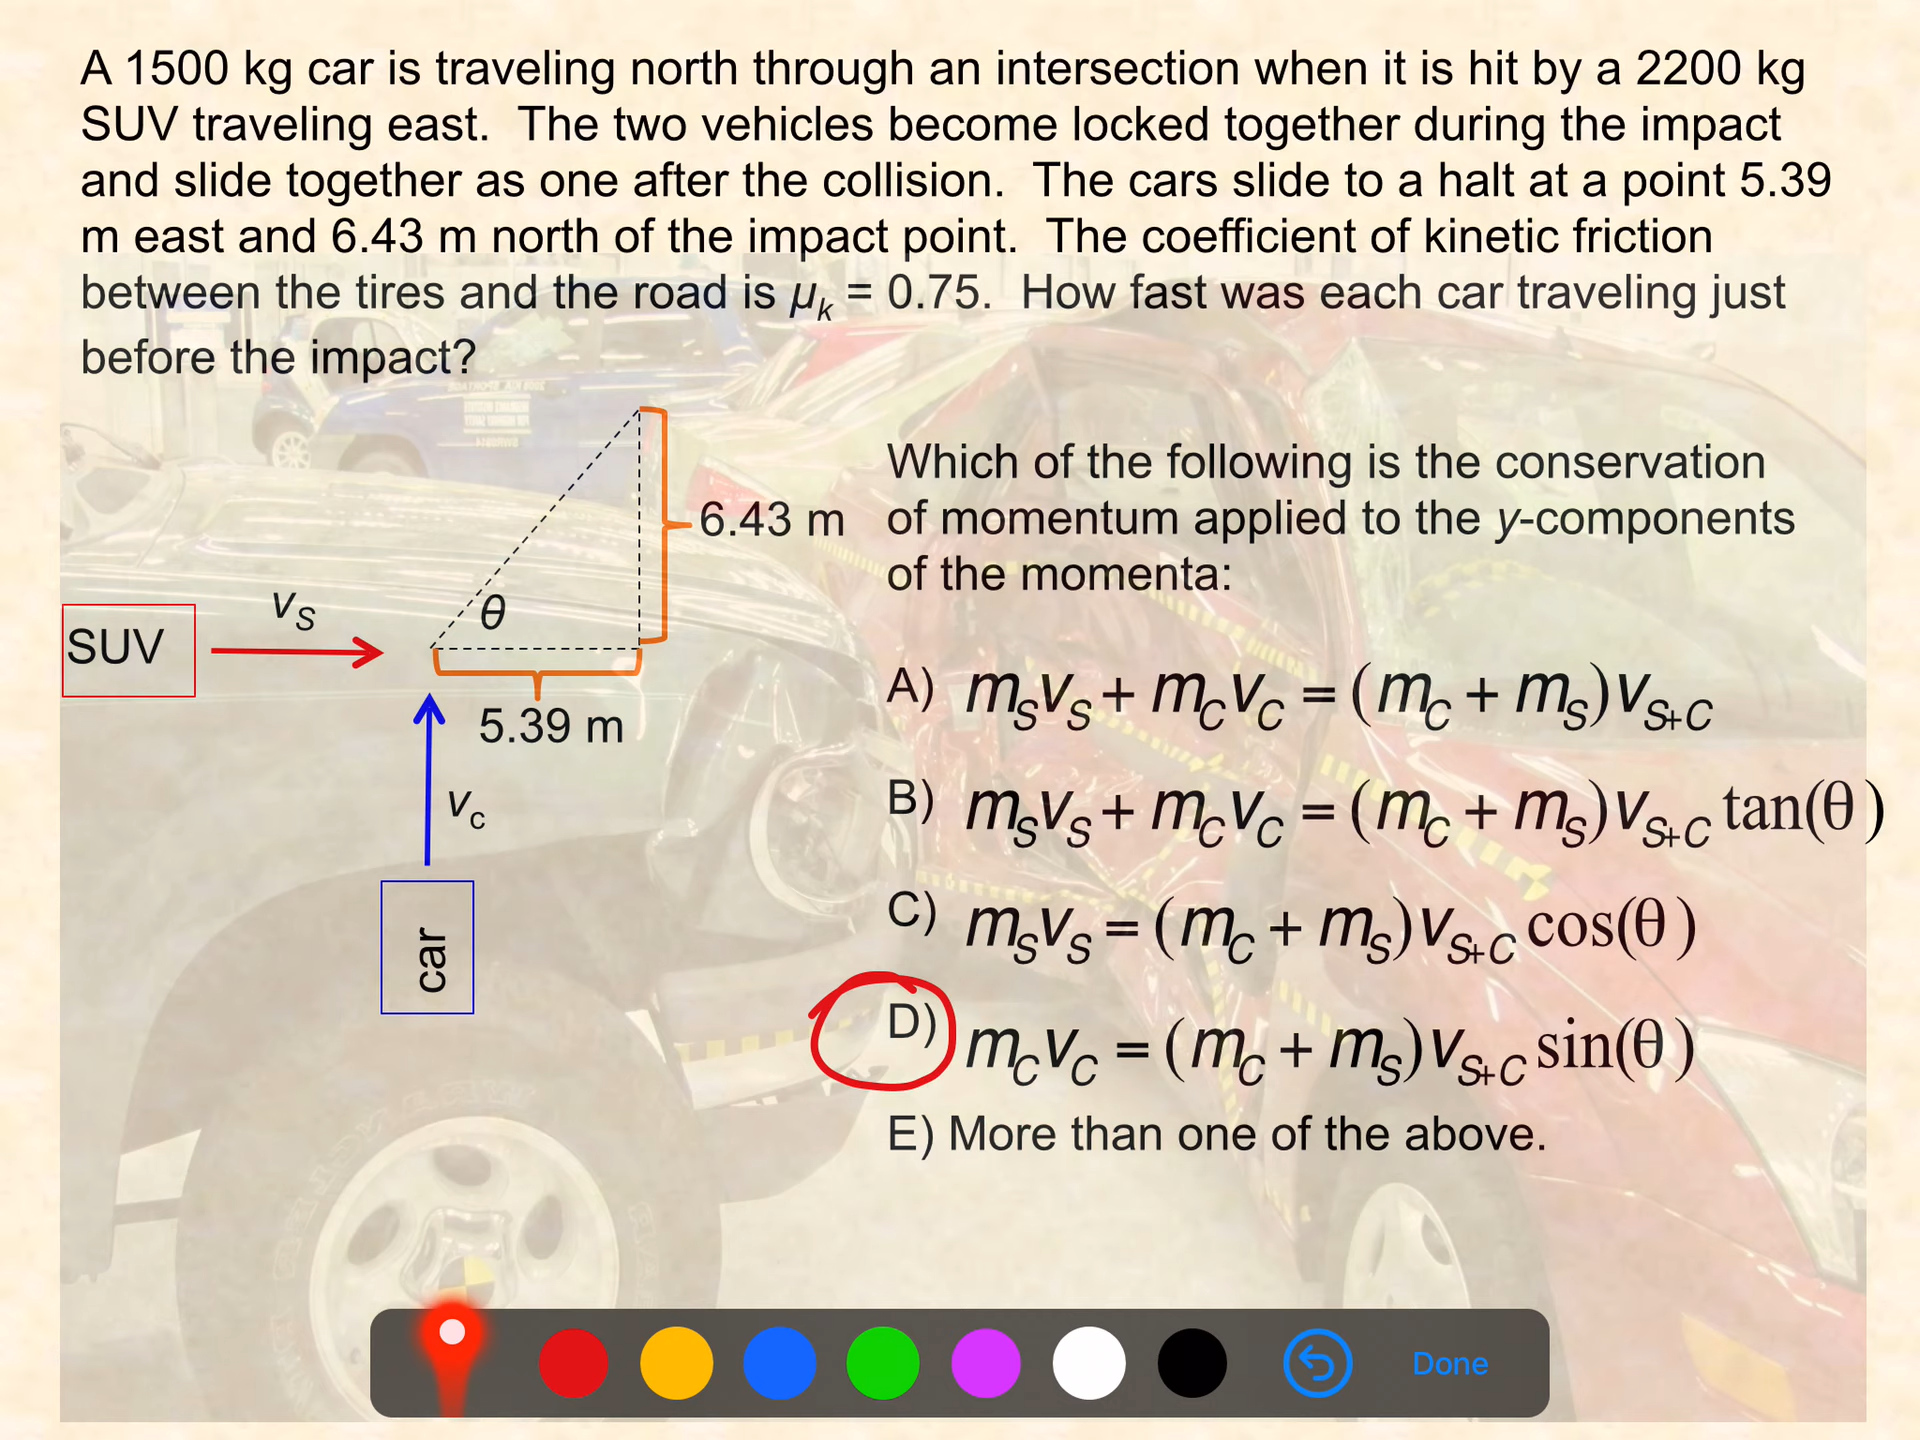 A 1500 kg car is traveling north through an intersection when it is hit by a 2200 kg
SUV traveling east.  The two vehicles become locked together during the impact
and slide together as one after the collision.  The cars slide to a halt at a point 5.39
m east and 6.43 m north of the impact point.  The coefficient of kinetic friction
between the tires and the road is μk = 0.75.  How fast was each car traveling just
before the impact?
Which of the following is the conservation
of momentum applied to the y-components
of the momenta:
6.43 m
θ
vS
SUV
5.39 m
vc
car
A) mSvS + mCvC = (mC + mS)vS+C
B) mSvS + mCvC = (mC + mS)vS+C tan(θ)
C) mSvS = (mC + mS)vS+C cos(θ)
D) mCvC = (mC + mS)vS+C sin(θ)
E) More than one of the above.
Done